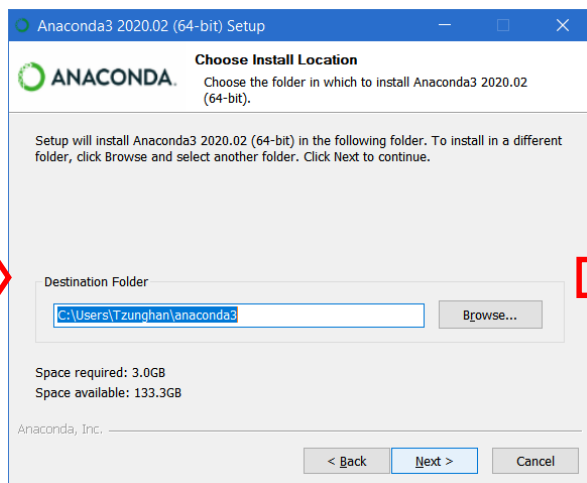 Anaconda3 2020.02 (64-bit) Setup
ANACONDA.
Choose Install Location
Choose the folder in which to install Anaconda3 2020.02
(64-bit).
Setup will install Anaconda3 2020.02 (64-bit) in the following folder. To install in a different
folder, click Browse and select another folder. Click Next to continue.
Destination Folder
C:\Users\Tzunghan\anaconda3
Browse...
Space required: 3.0GB
Space available: 133.3GB
Anaconda, Inc.
< Back
Next >
Cancel